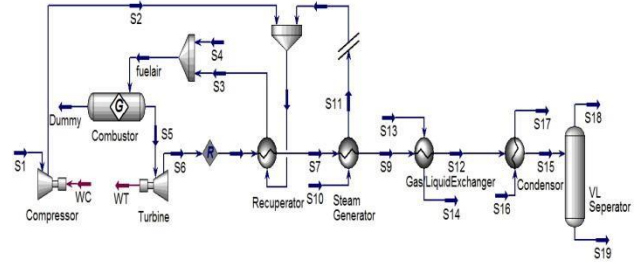 S2
S4
fuelair
S3
S11
Dummy
G
Combustor
S5
S13
S17
S18
S1
S6
R
S7
S9
S12
S15
WC
WT
Compressor
Turbine
Recuperator
S10
Steam
Generator
Gas/LiquidExchanger
S14
S16
Condensor
VL
Seperator
S19